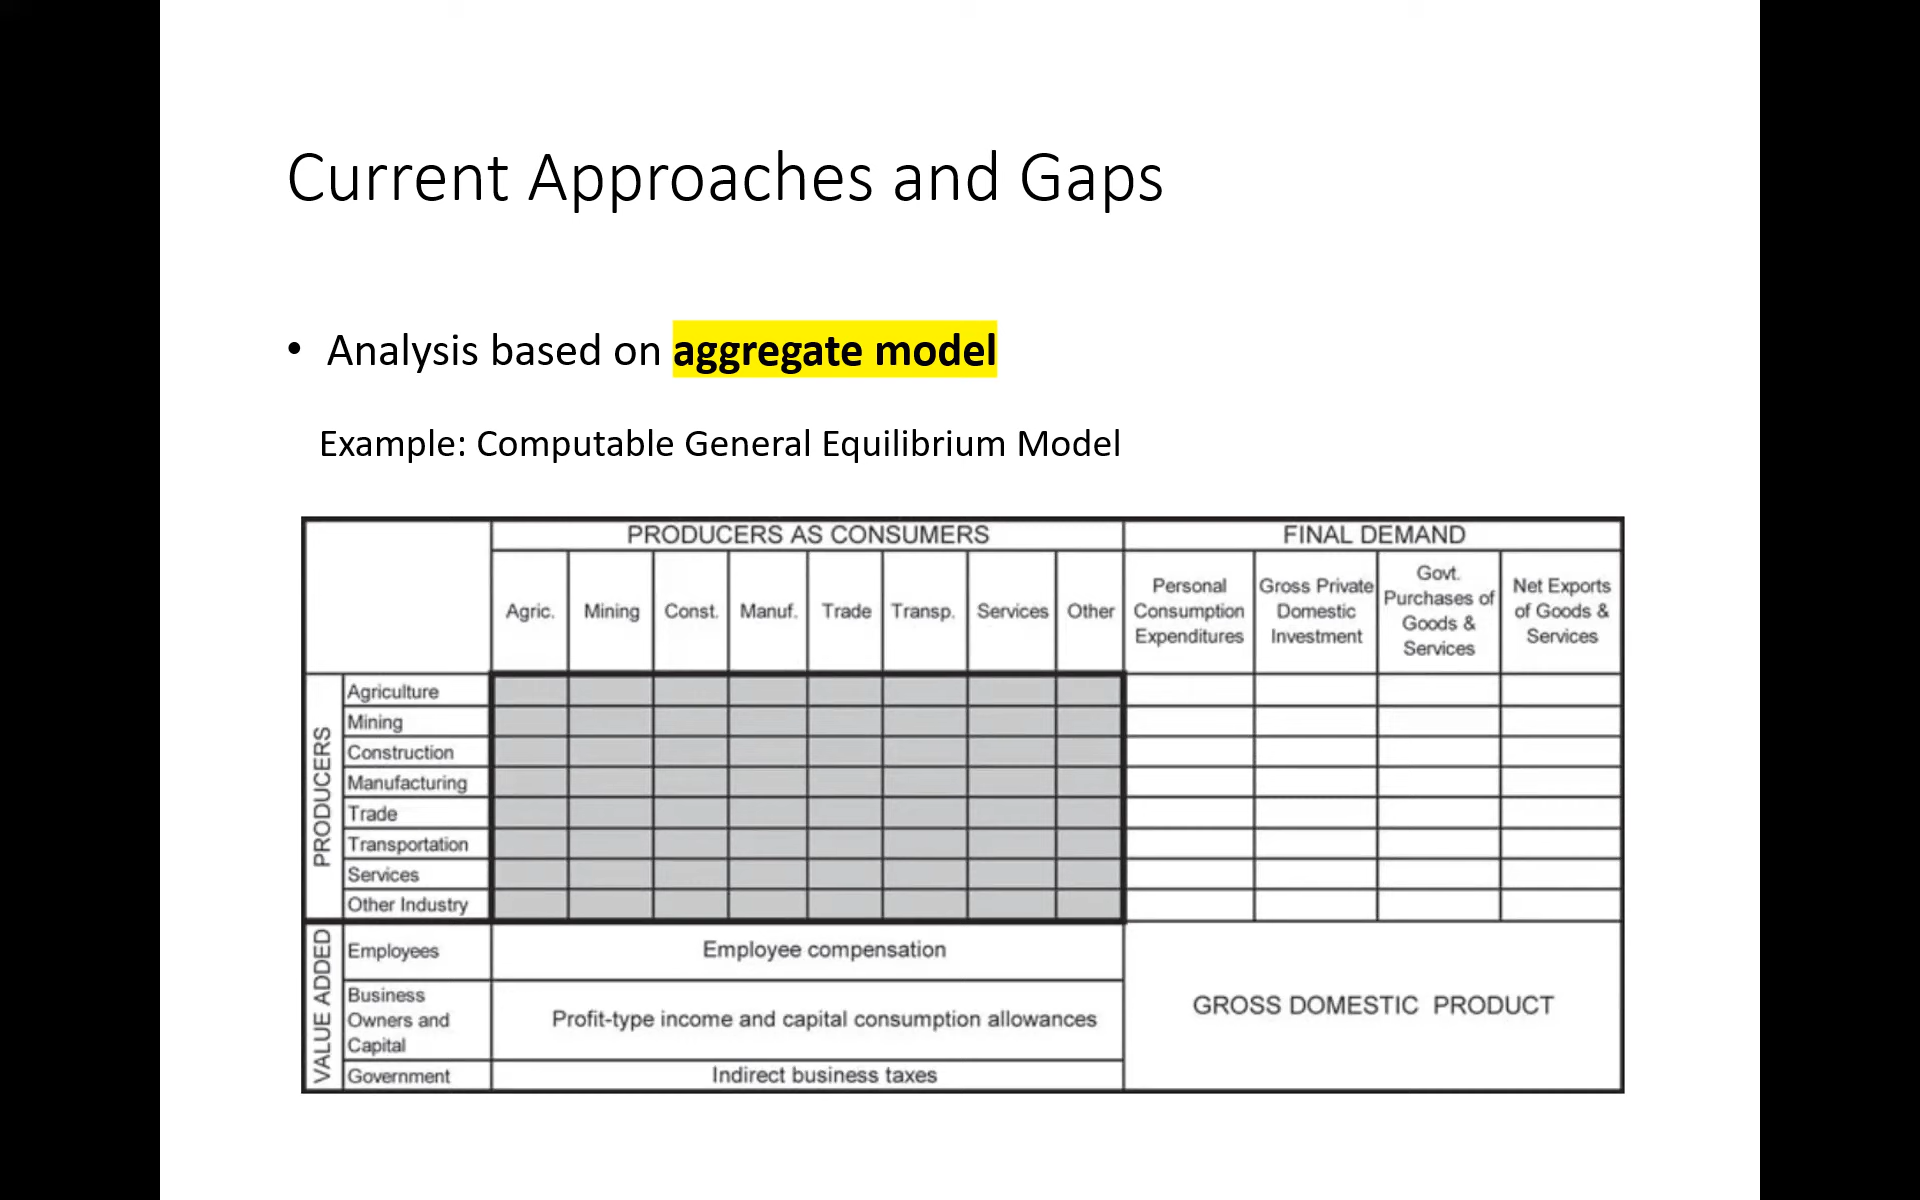 Current Approaches and Gaps
• Analysis based on aggregate model
Example: Computable General Equilibrium Model
PRODUCERS AS CONSUMERS
FINAL DEMAND
Agric.
Mining
Const.
Manuf.
Trade
Transp.
Services
Other
Personal
Consumption
Expenditures
Gross Private
Domestic
Investment
Govt.
Purchases of
Goods &
Services
Net Exports
of Goods &
Services
PRODUCERS
Agriculture
Mining
Construction
Manufacturing
Trade
Transportation
Services
Other Industry
VALUE ADDED
Employees
Employee compensation
Business
Owners and
Capital
Profit-type income and capital consumption allowances
Government
Indirect business taxes
GROSS DOMESTIC PRODUCT